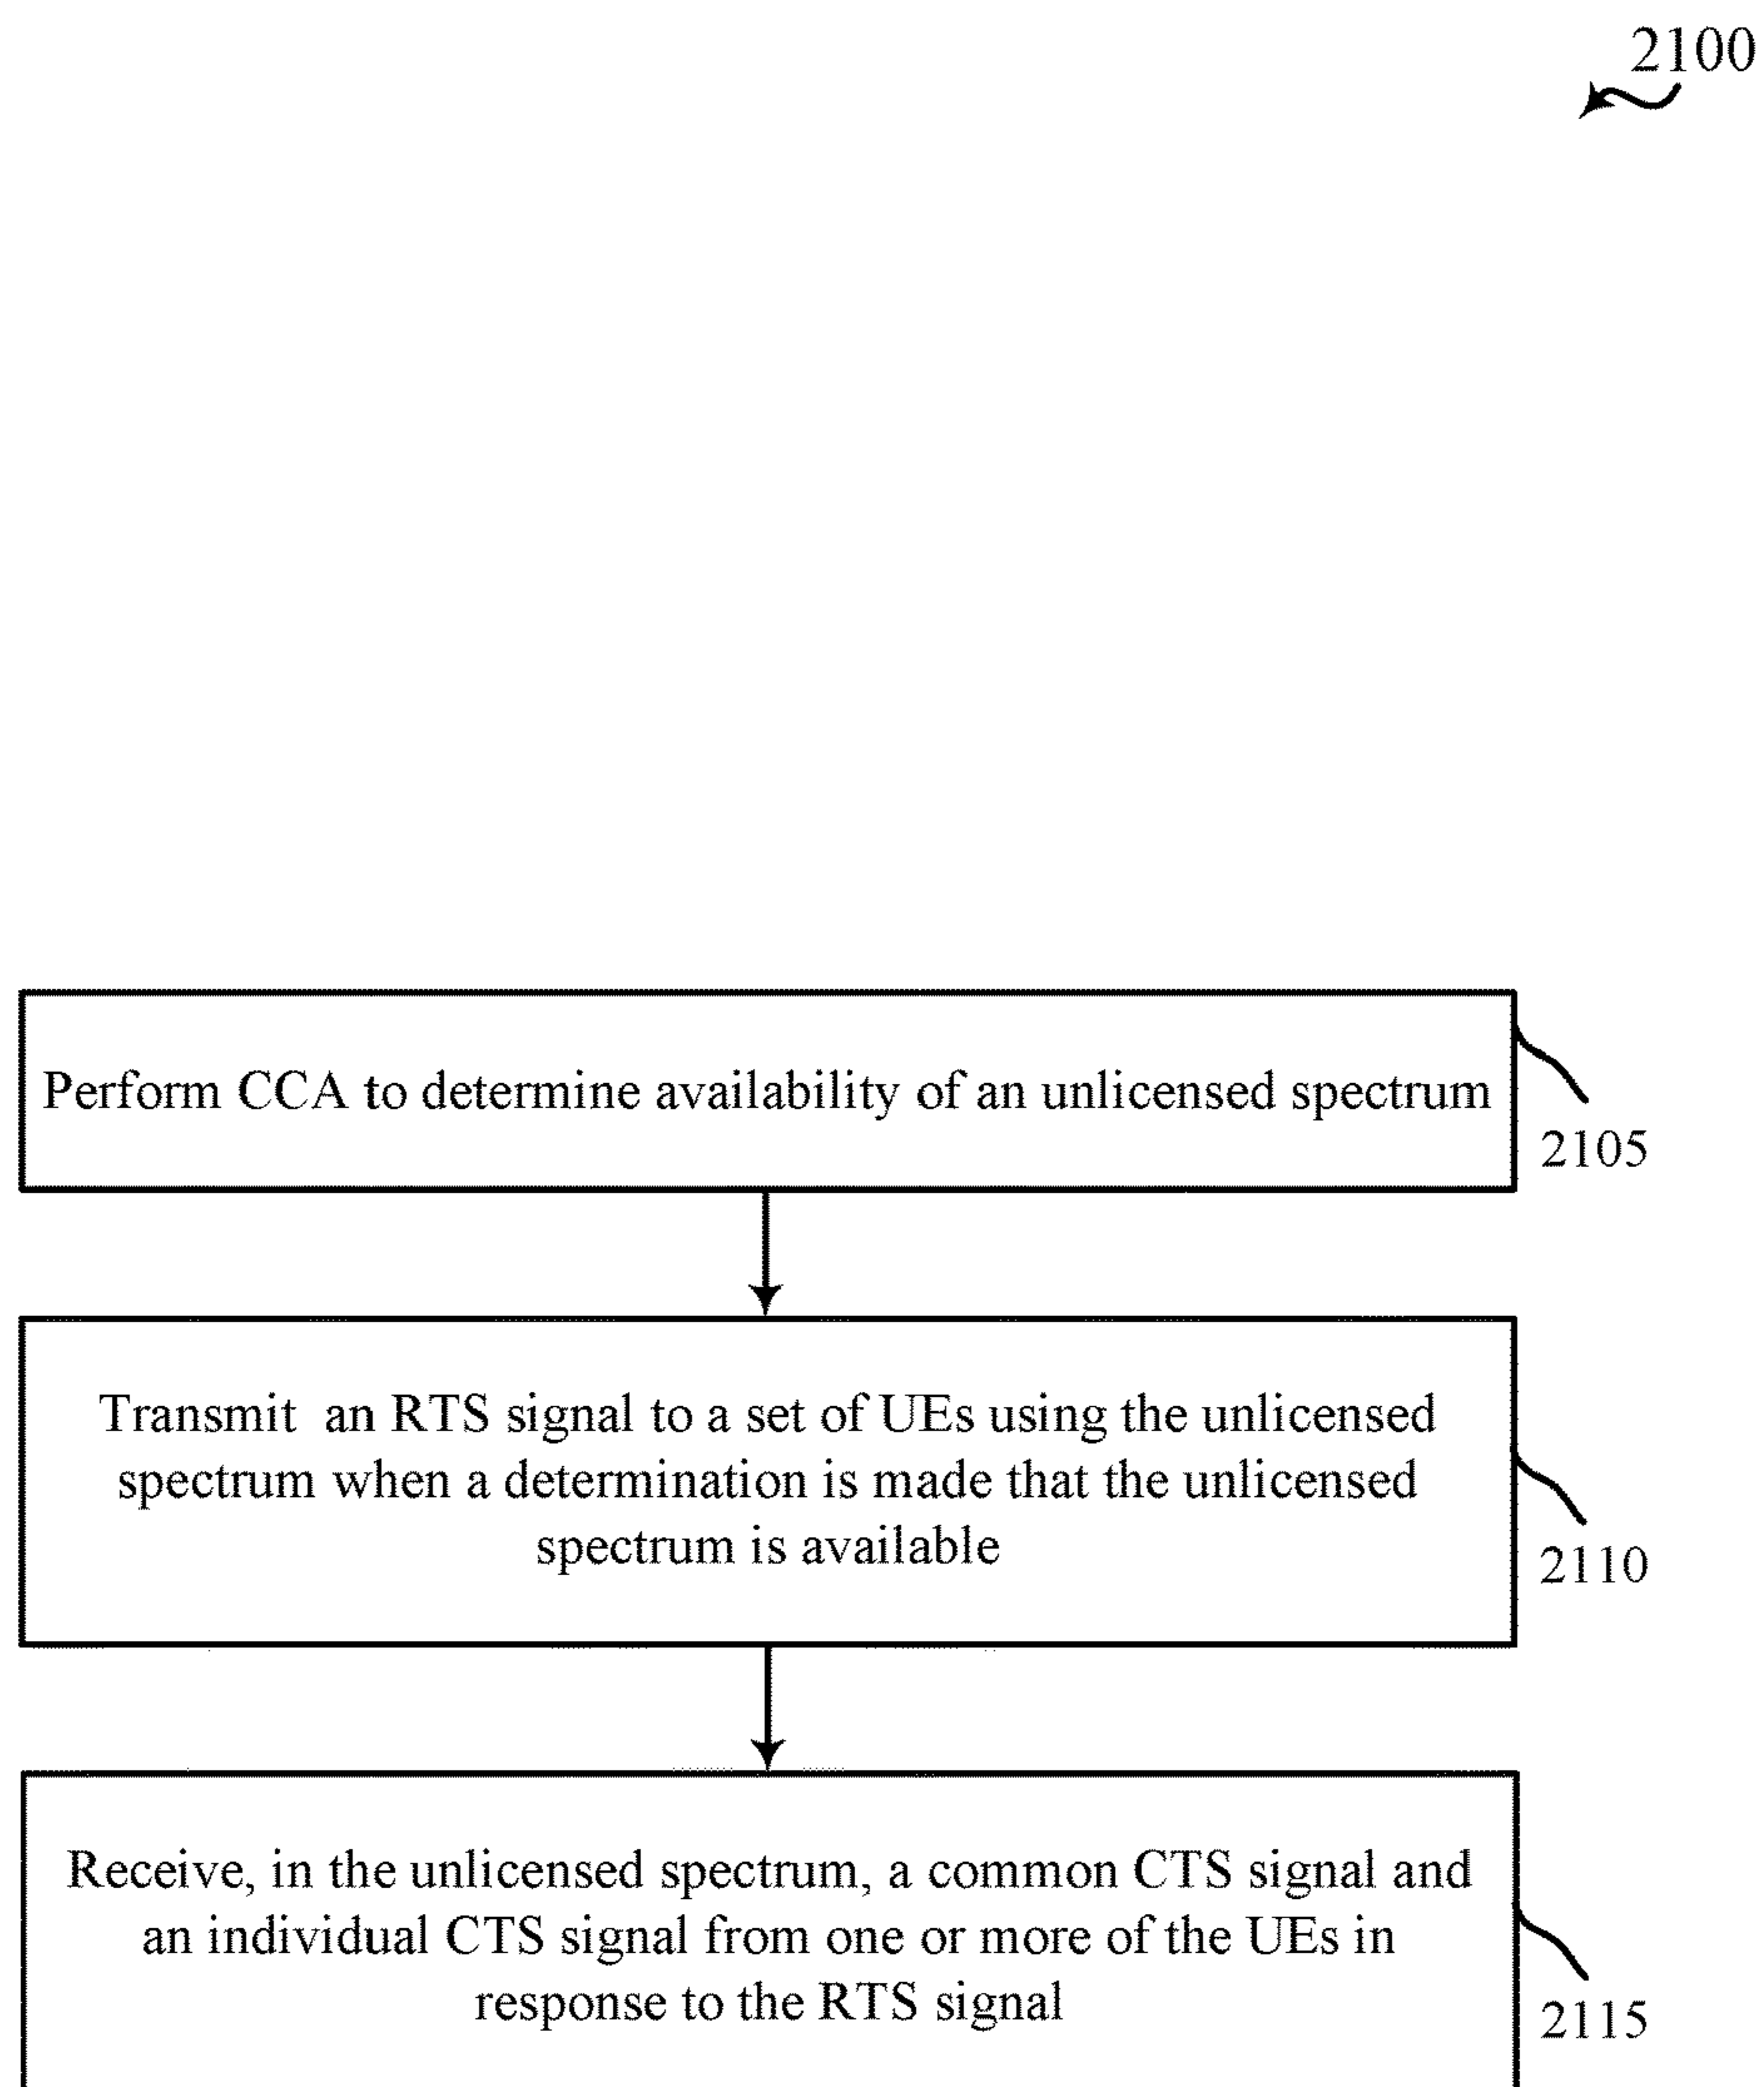 2100
Perform CCA to determine availability of an unlicensed spectrum
2105
Transmit an RTS signal to a set of UEs using the unlicensed
spectrum when a determination is made that the unlicensed
spectrum is available
2110
Receive, in the unlicensed spectrum, a common CTS signal and
an individual CTS signal from one or more of the UEs in
response to the RTS signal
2115